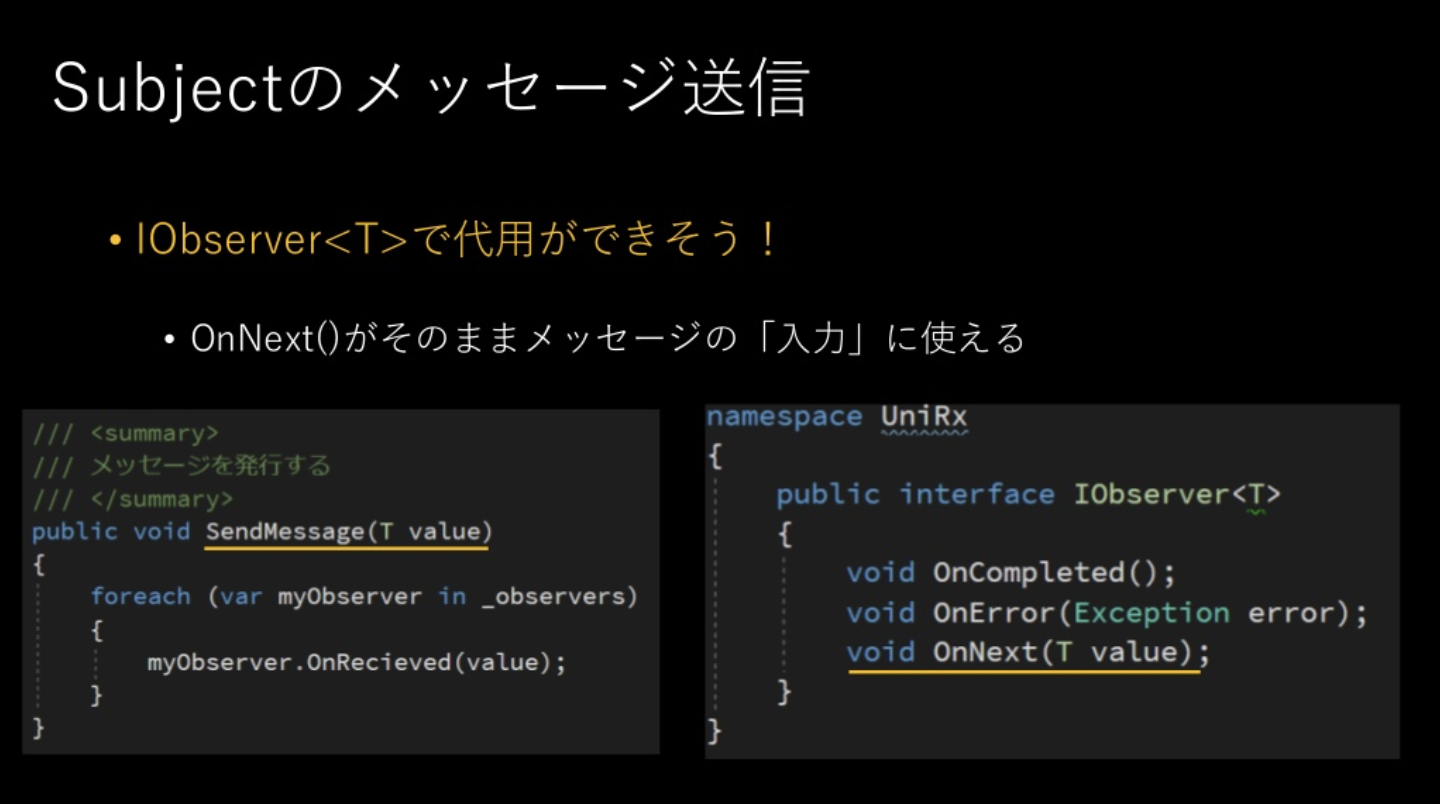 Subjectのメッセージ送信
• IObserver<T>で代用ができそう！
• OnNext()がそのままメッセージの「入力」に使える
/// <summary>
/// メッセージを発行する
/// </summary>
public void SendMessage(T value)
{
foreach (var myObserver in _observers)
{
myObserver.OnRecieved(value);
}
}
namespace UniRx
{
public interface IObserver<T>
{
void OnCompleted();
void OnError(Exception error);
void OnNext(T value);
}
}